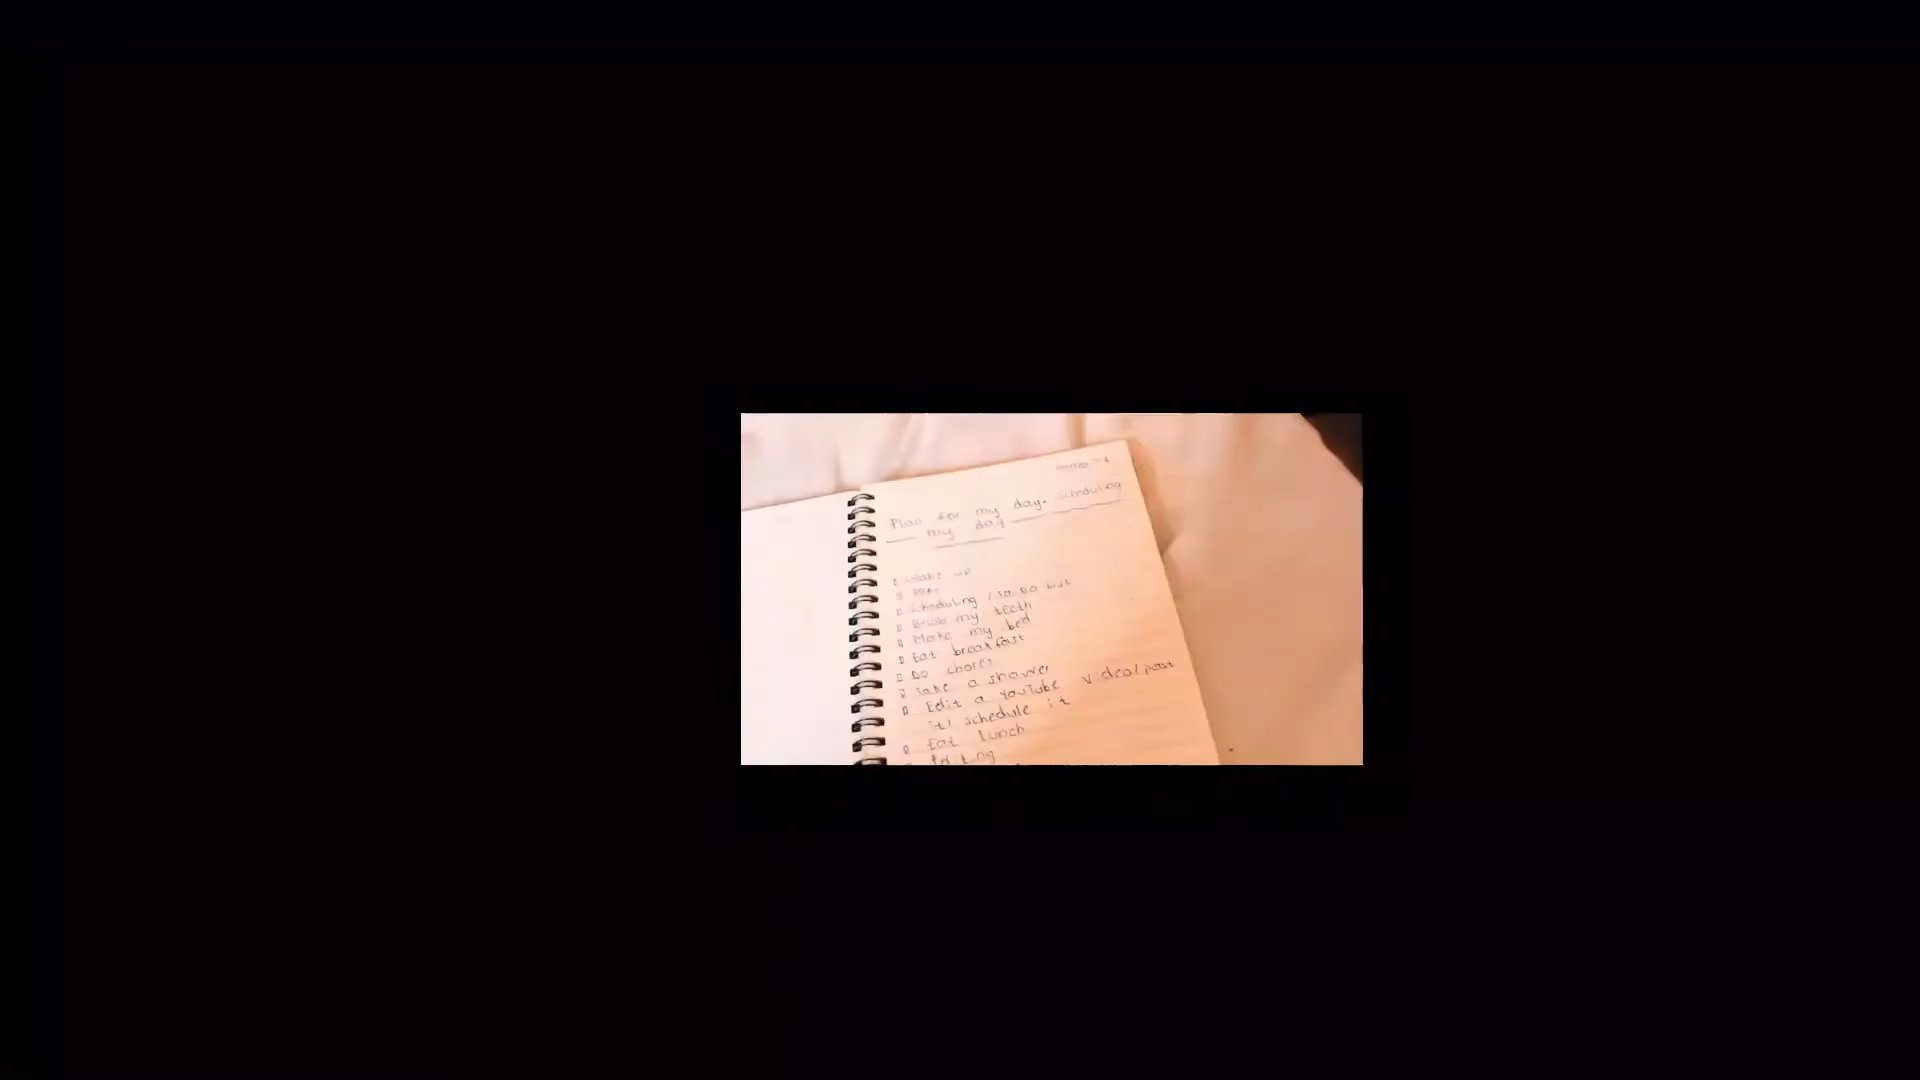 Plan for my day. Scheduling
my day
Wake up
Scheduling / To Do list
Brush my teeth
Make my bed
Eat breakfast
Do chores
Take a shower
Edit a YouTube video/post
it/ schedule it
Eat lunch